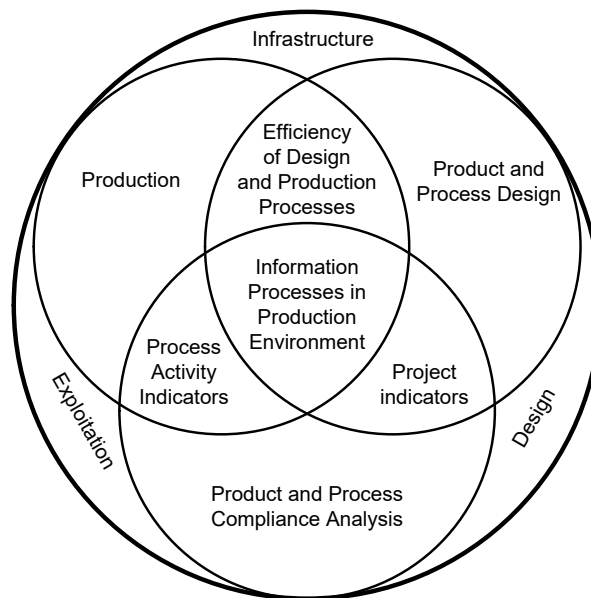 Infrastructure
Efficiency
of Design
and Production
Processes
Production
Product and
Process Design
Information
Processes in
Production
Environment
Process
Activity
Indicators
Project
indicators
Exploitation
Design
Product and Process
Compliance Analysis